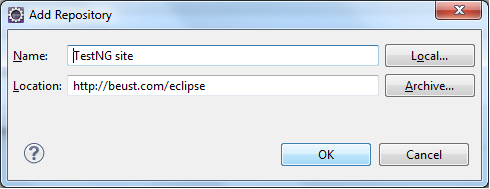 Add Repository
Name: TestNG site Local...
Location: http://beust.com/eclipse Archive...
? OK Cancel